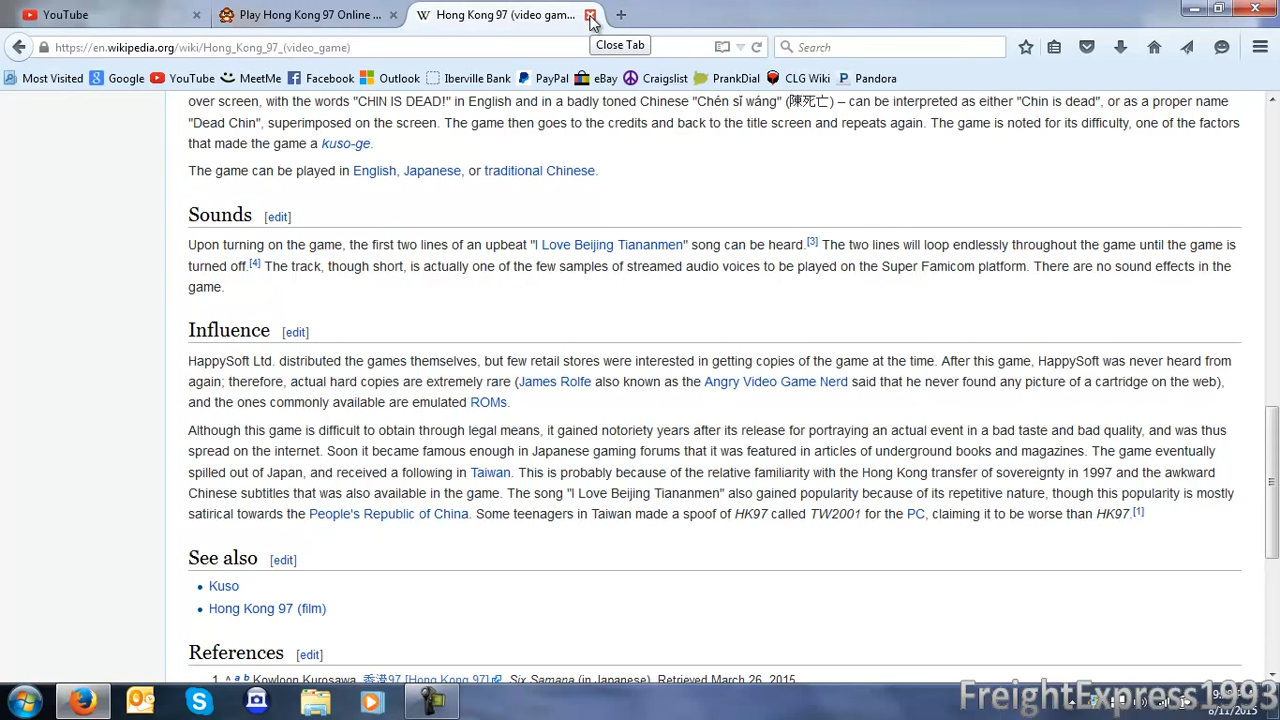 YouTube
Play Hong Kong 97 Online ...
Hong Kong 97 (video gam...
Close Tab
https://en.wikipedia.org/wiki/Hong_Kong_97_(video_game)
Search
Most Visited Google YouTube MeetMe Facebook Outlook Iberville Bank PayPal eBay Craigslist PrankDial CLG Wiki Pandora
over screen, with the words "CHIN IS DEAD!" in English and in a badly toned Chinese "Chén sǐ wáng" (陳死亡) – can be interpreted as either "Chin is dead", or as a proper name
"Dead Chin", superimposed on the screen. The game then goes to the credits and back to the title screen and repeats again. The game is noted for its difficulty, one of the factors
that made the game a kuso-ge.
The game can be played in English, Japanese, or traditional Chinese.
Sounds [edit]
Upon turning on the game, the first two lines of an upbeat "I Love Beijing Tiananmen" song can be heard.[3] The two lines will loop endlessly throughout the game until the game is
turned off.[4] The track, though short, is actually one of the few samples of streamed audio voices to be played on the Super Famicom platform. There are no sound effects in the
game.
Influence [edit]
HappySoft Ltd. distributed the games themselves, but few retail stores were interested in getting copies of the game at the time. After this game, HappySoft was never heard from
again; therefore, actual hard copies are extremely rare (James Rolfe also known as the Angry Video Game Nerd said that he never found any picture of a cartridge on the web),
and the ones commonly available are emulated ROMs.
Although this game is difficult to obtain through legal means, it gained notoriety years after its release for portraying an actual event in a bad taste and bad quality, and was thus
spread on the internet. Soon it became famous enough in Japanese gaming forums that it was featured in articles of underground books and magazines. The game eventually
spilled out of Japan, and received a following in Taiwan. This is probably because of the relative familiarity with the Hong Kong transfer of sovereignty in 1997 and the awkward
Chinese subtitles that was also available in the game. The song "I Love Beijing Tiananmen" also gained popularity because of its repetitive nature, though this popularity is mostly
satirical towards the People's Republic of China. Some teenagers in Taiwan made a spoof of HK97 called TW2001 for the PC, claiming it to be worse than HK97.[1]
See also [edit]
Kuso
Hong Kong 97 (film)
References [edit]
1. ^ a b Kowloon Kurosawa, 香港97 [Hong Kong 97], Six Samana (in Japanese). Retrieved March 26, 2015
FreightExpress1993
8/11/2015